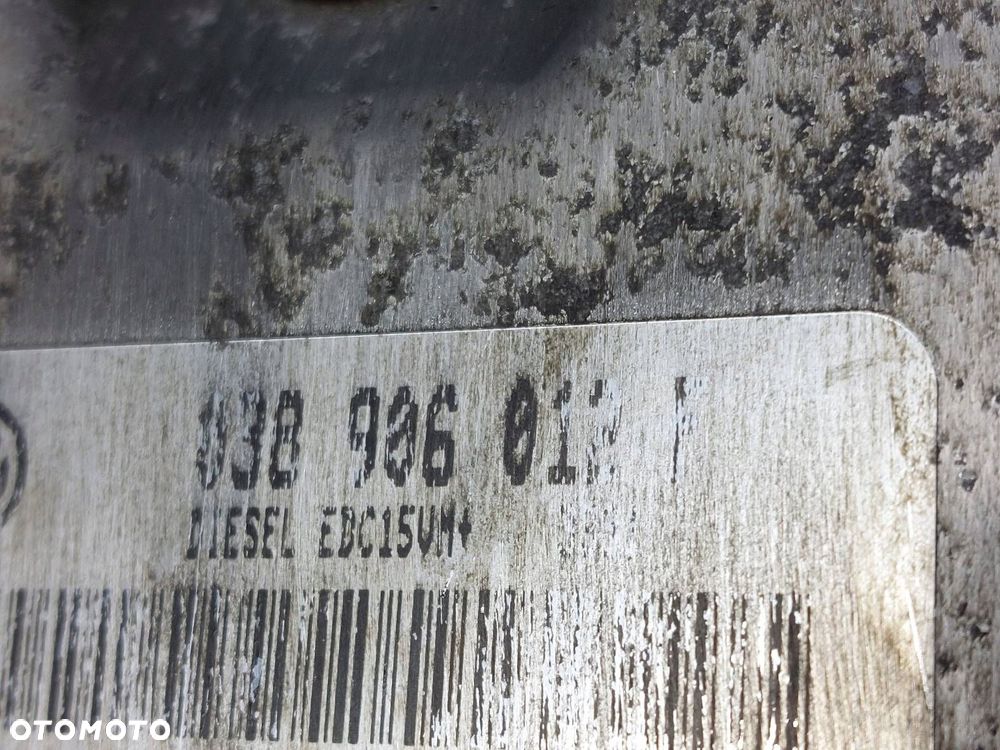 038 906 012
DIESEL EDC15VM+
OTOMOTO